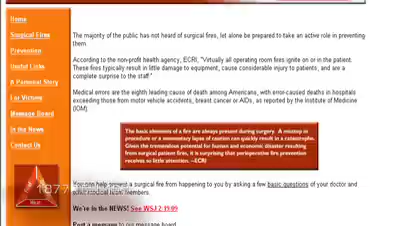 Home
Surgical Fires
Prevention
Useful Links
A Personal Story
For Victims
Message Board
In the News
Contact Us
The majority of the public has not heard of surgical fires, let alone be prepared to take an active role in preventing
them.
According to the non-profit health agency, ECRI, "Virtually all operating room fires ignite on or in the patient.
These fires typically result in little damage to equipment, cause considerable injury to patients, and are a
complete surprise to the staff."
Medical errors are the eighth leading cause of death among Americans, with error-caused deaths in hospitals
exceeding those from motor vehicle accidents, breast cancer or AIDs, as reported by the Institute of Medicine
(IOM).
The basic elements of a fire are always present during surgery. A misstep in
procedure or a momentary lapse of caution can quickly result in a catastrophe.
Given the tremendous potential for human and economic disaster resulting
from surgical patient fires, it is surprising that perioperative fire prevention
receives so little attention. --ECRI
You can help prevent a surgical fire from happening to you by asking a few basic questions of your doctor and
team members.
We're in the NEWS! See WSJ 2-19-09
Post a message to our message board